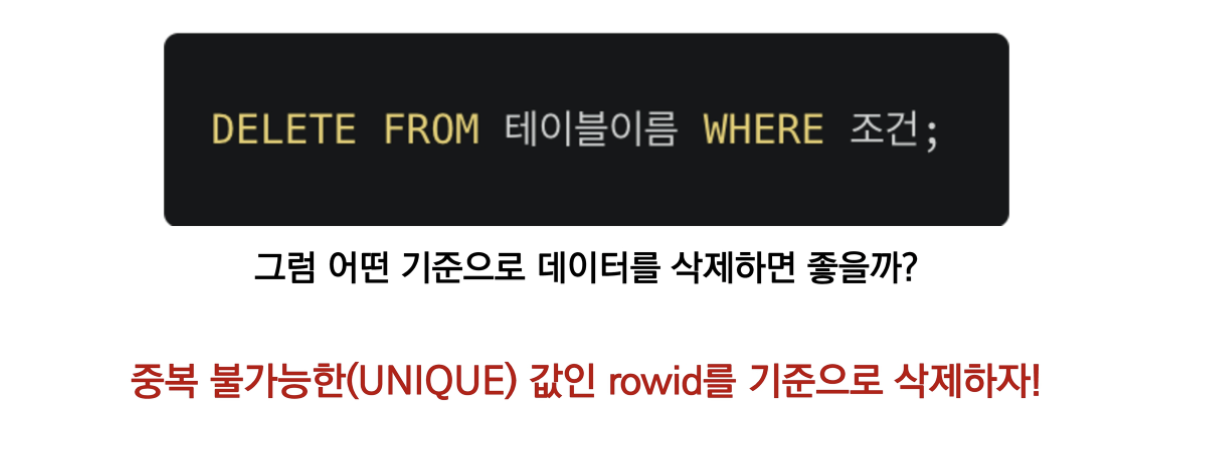 DELETE FROM 테이블이름 WHERE 조건;
그럼 어떤 기준으로 데이터를 삭제하면 좋을까?
중복 불가능한(UNIQUE) 값인 rowid를 기준으로 삭제하자!